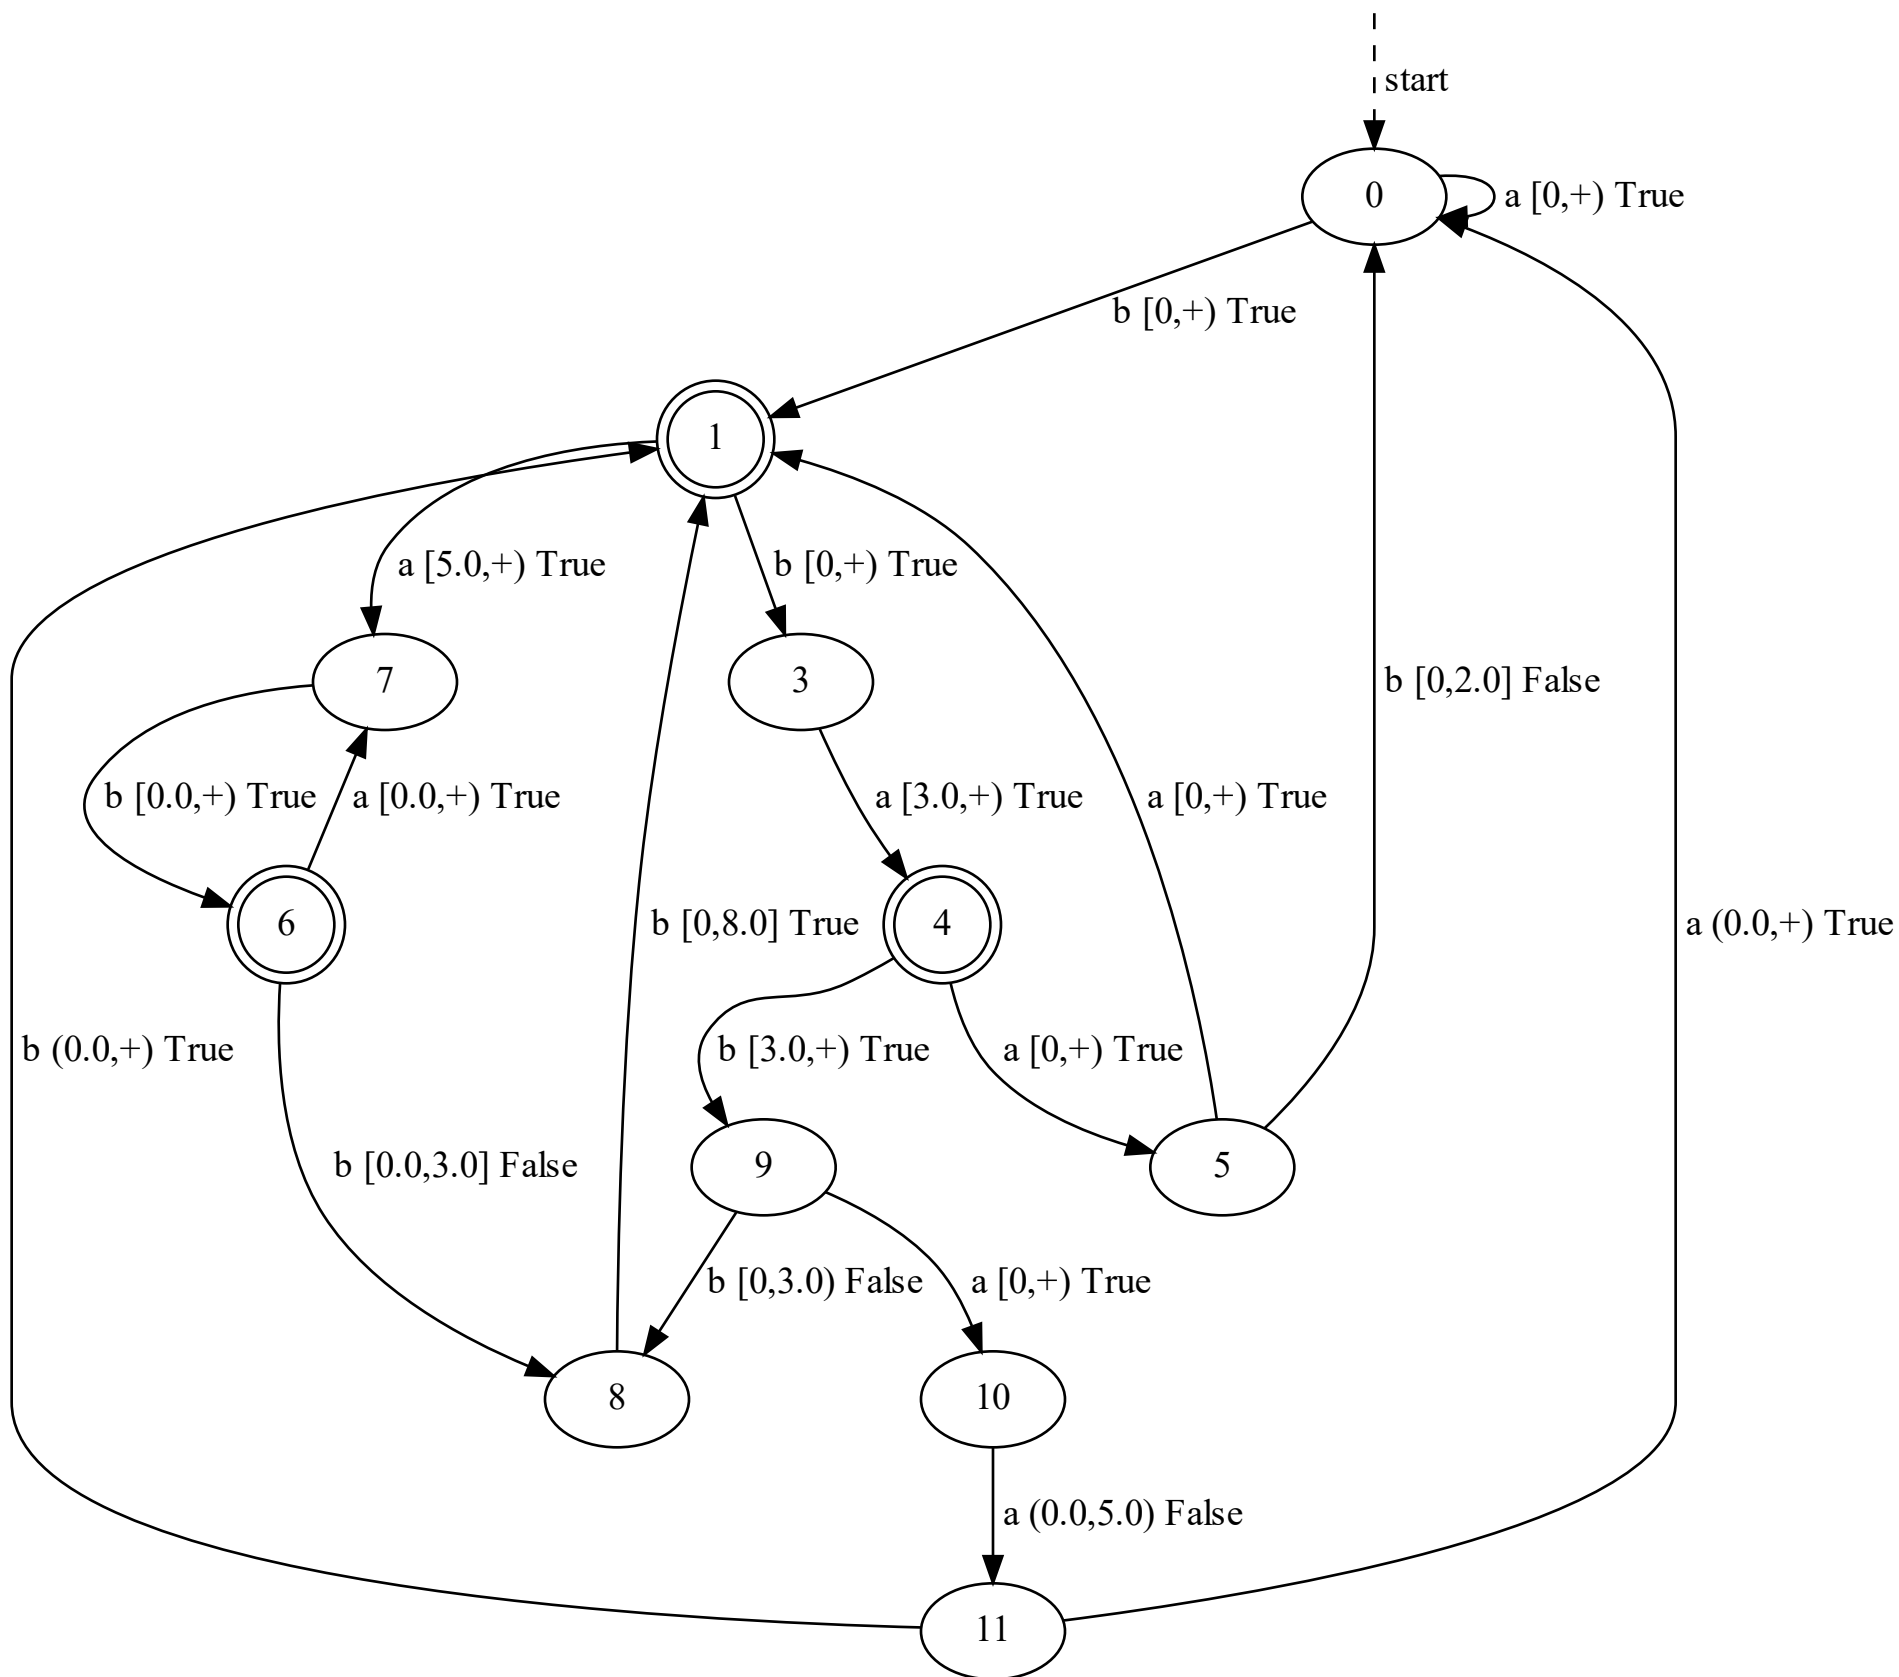 start
0
a [0,+) True
b [0,+) True
1
a [5.0,+) True
b [0,+) True
7
3
b [0,2.0] False
b [0.0,+) True
a [0.0,+) True
a [3.0,+) True
a [0,+) True
6
b [0,8.0] True
4
a (0.0,+) True
b (0.0,+) True
b [3.0,+) True
a [0,+) True
b [0.0,3.0] False
9
5
b [0,3.0) False
a [0,+) True
8
10
a (0.0,5.0) False
11